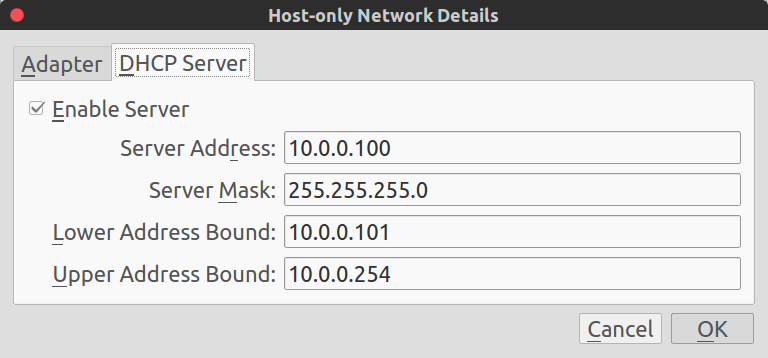 Host-only Network Details
Adapter DHCP Server
Enable Server
Server Address: 10.0.0.100
Server Mask: 255.255.255.0
Lower Address Bound: 10.0.0.101
Upper Address Bound: 10.0.0.254
Cancel OK